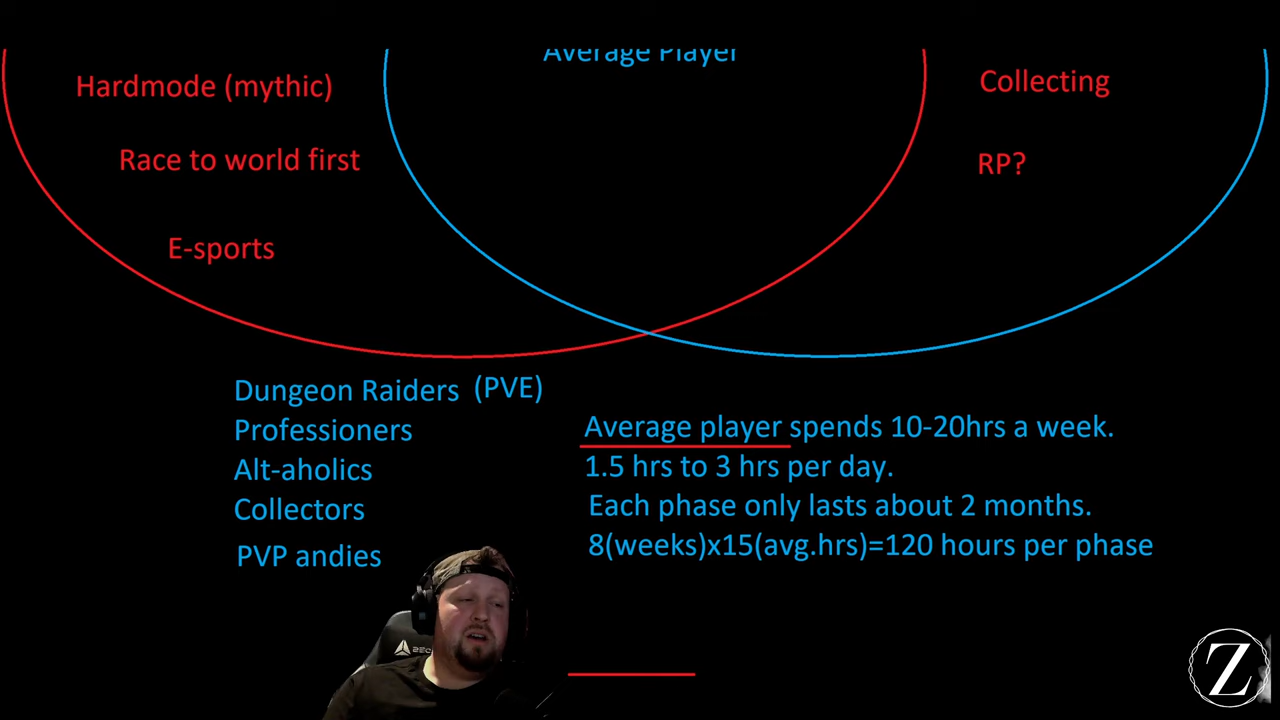 Average Player
Hardmode (mythic)
Collecting
Race to world first
RP?
E-sports
Dungeon Raiders (PVE)
Professioners
Alt-aholics
Collectors
PVP andies
Average player spends 10-20hrs a week.
1.5 hrs to 3 hrs per day.
Each phase only lasts about 2 months.
8(weeks)x15(avg.hrs)=120 hours per phase
Z